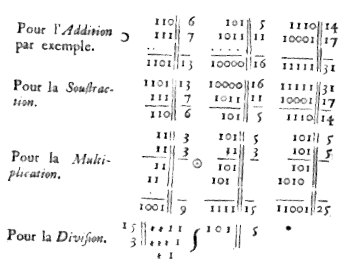 Pour l'Addition par exemple.
110 | 6    101 | 5    1110 | 14
111 | 7    1011 | 11    10001 | 17
1101 | 13    10000 | 16    11111 | 31
Pour la Soustraction.
1101 | 13    10000 | 16    11111 | 31
111 | 7    1011 | 11    10001 | 17
110 | 6    101 | 5    1110 | 14
Pour la Multiplication.
11 | 3    101 | 5    101 | 5
11 | 3    11 | 3    101 | 5
11    101    101
11    101    1010
1001 | 9    1111 | 15    11001 | 25
Pour la Division.
15    101 | 5
3